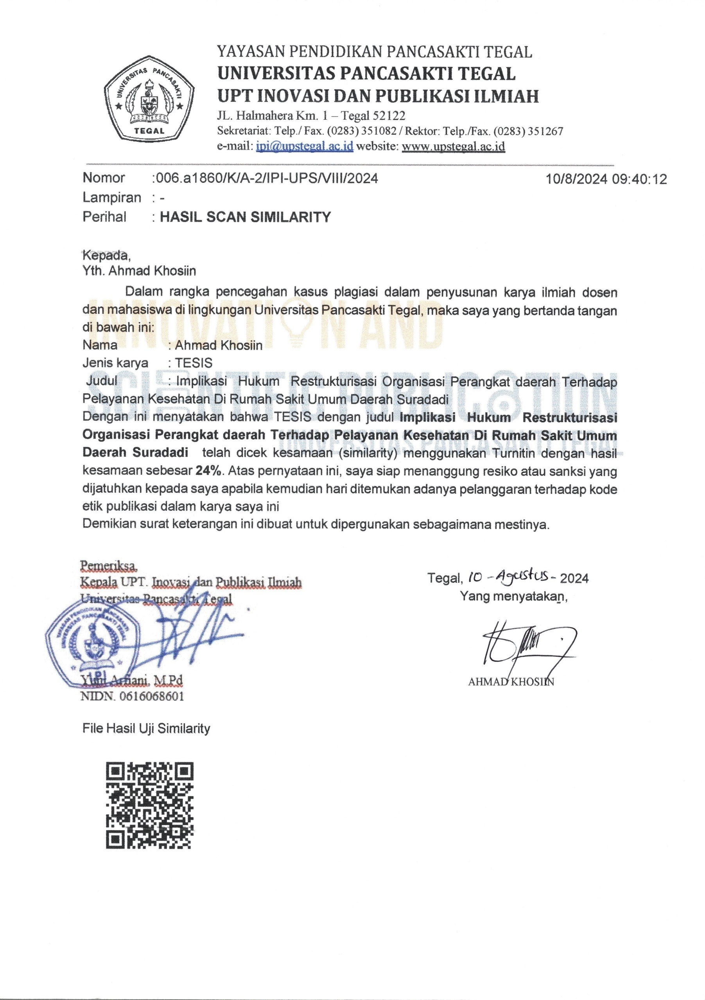 UNIVERSITAS PANCASAKTI
TEGAL
YAYASAN PENDIDIKAN PANCASAKTI TEGAL
UNIVERSITAS PANCASAKTI TEGAL
UPT INOVASI DAN PUBLIKASI ILMIAH
JL. Halmahera Km. 1 – Tegal 52122
Sekretariat: Telp./ Fax. (0283) 351082 / Rektor: Telp./Fax. (0283) 351267
e-mail: ipi@upstegal.ac.id website: www.upstegal.ac.id
Nomor :006.a1860/K/A-2/IPI-UPS/VIII/2024 10/8/2024 09:40:12
Lampiran : -
Perihal : HASIL SCAN SIMILARITY
Kepada,
Yth. Ahmad Khosiin
Dalam rangka pencegahan kasus plagiasi dalam penyusunan karya ilmiah dosen
dan mahasiswa di lingkungan Universitas Pancasakti Tegal, maka saya yang bertanda tangan
di bawah ini:
Nama : Ahmad Khosiin
Jenis karya : TESIS
Judul : Implikasi Hukum Restrukturisasi Organisasi Perangkat daerah Terhadap
Pelayanan Kesehatan Di Rumah Sakit Umum Daerah Suradadi
Dengan ini menyatakan bahwa TESIS dengan judul Implikasi Hukum Restrukturisasi
Organisasi Perangkat daerah Terhadap Pelayanan Kesehatan Di Rumah Sakit Umum
Daerah Suradadi telah dicek kesamaan (similarity) menggunakan Turnitin dengan hasil
kesamaan sebesar 24%. Atas pernyataan ini, saya siap menanggung resiko atau sanksi yang
dijatuhkan kepada saya apabila kemudian hari ditemukan adanya pelanggaran terhadap kode
etik publikasi dalam karya saya ini
Demikian surat keterangan ini dibuat untuk dipergunakan sebagaimana mestinya.
INNOVATION AND
SCIENTIFIC PUBLICATION
UNIVERSITAS PANCASAKTI TEGAL
Pemeriksa,
Kepala UPT. Inovasi dan Publikasi Ilmiah
Universitas Pancasakti Tegal
YAYASAN PENDIDIKAN PANCASAKTI
UNIVERSITAS PANCASAKTI TEGAL
IPI
Yuni Arfiani, M.Pd
NIDN. 0616068601
Tegal, 10 - Agustus - 2024
Yang menyatakan,
AHMAD KHOSIIN
File Hasil Uji Similarity